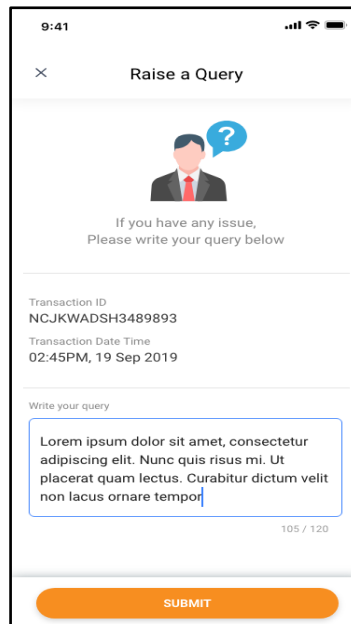 9:41
Raise a Query
?
If you have any issue,
Please write your query below
Transaction ID
NCJKWADSH3489893
Transaction Date Time
02:45PM, 19 Sep 2019
Write your query
Lorem ipsum dolor sit amet, consectetur
adipiscing elit. Nunc quis risus mi. Ut
placerat quam lectus. Curabitur dictum velit
non lacus ornare tempor
105 / 120
SUBMIT